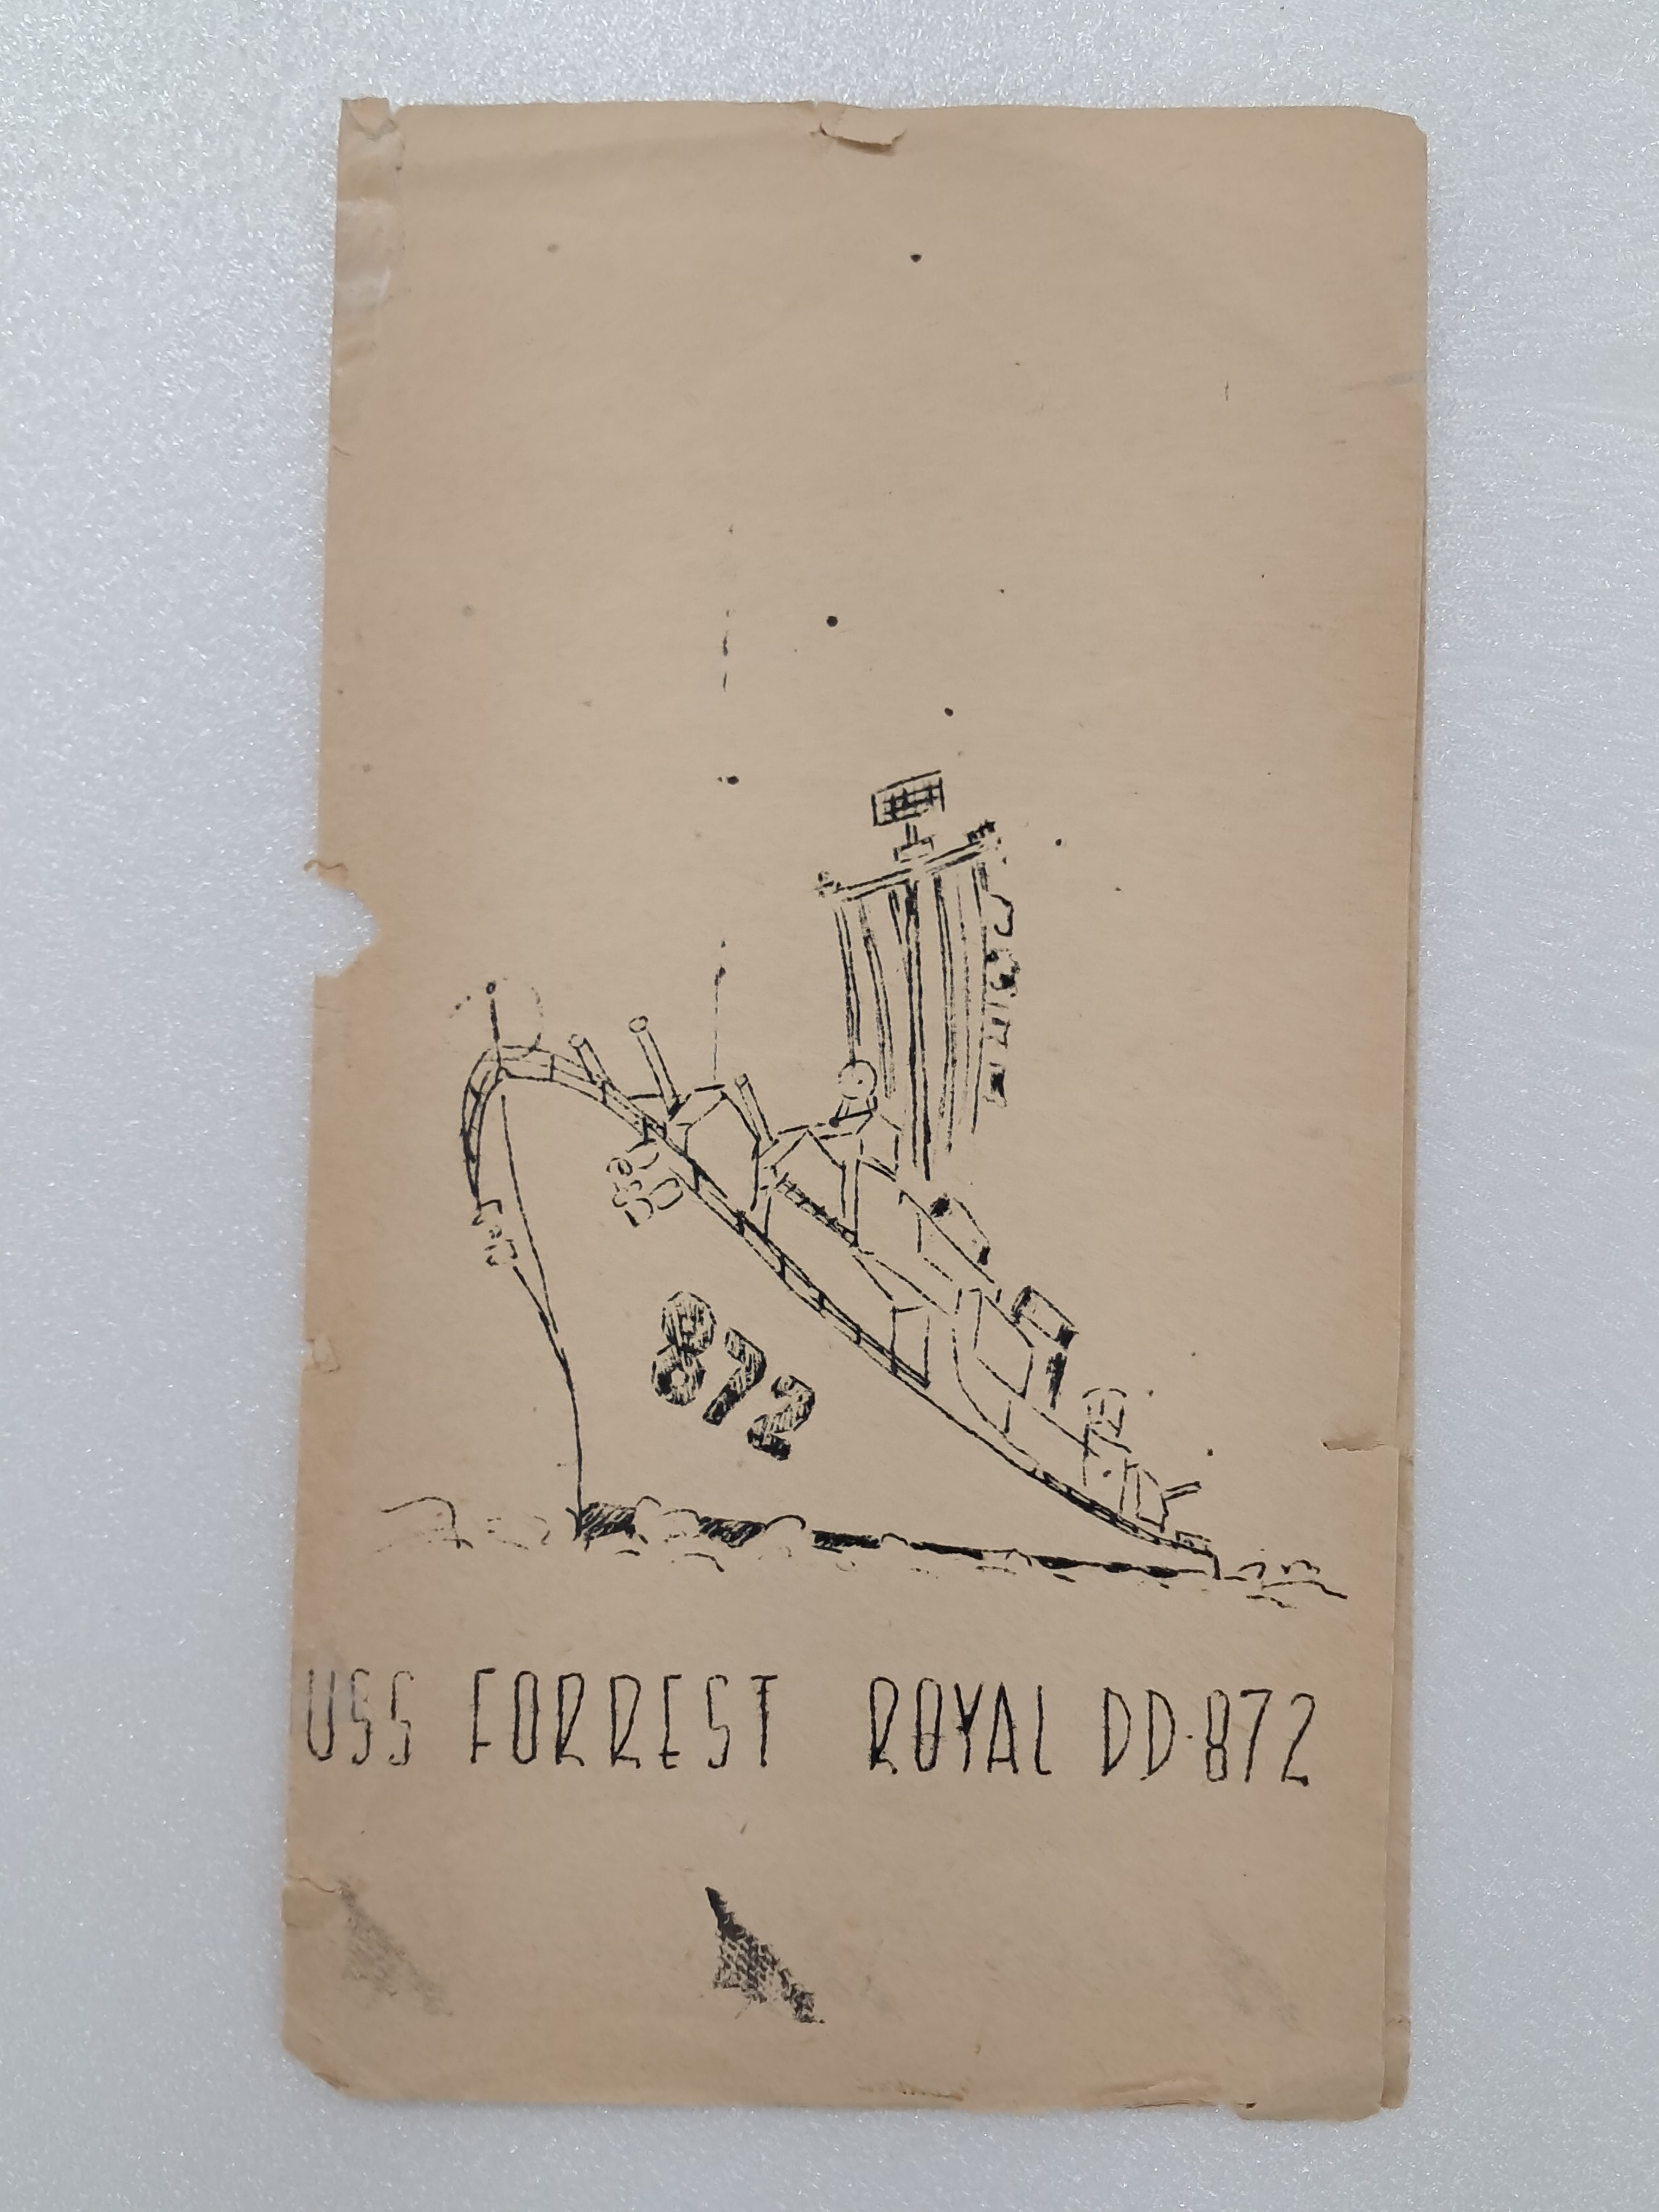 872
USS FORREST ROYAL DD-872